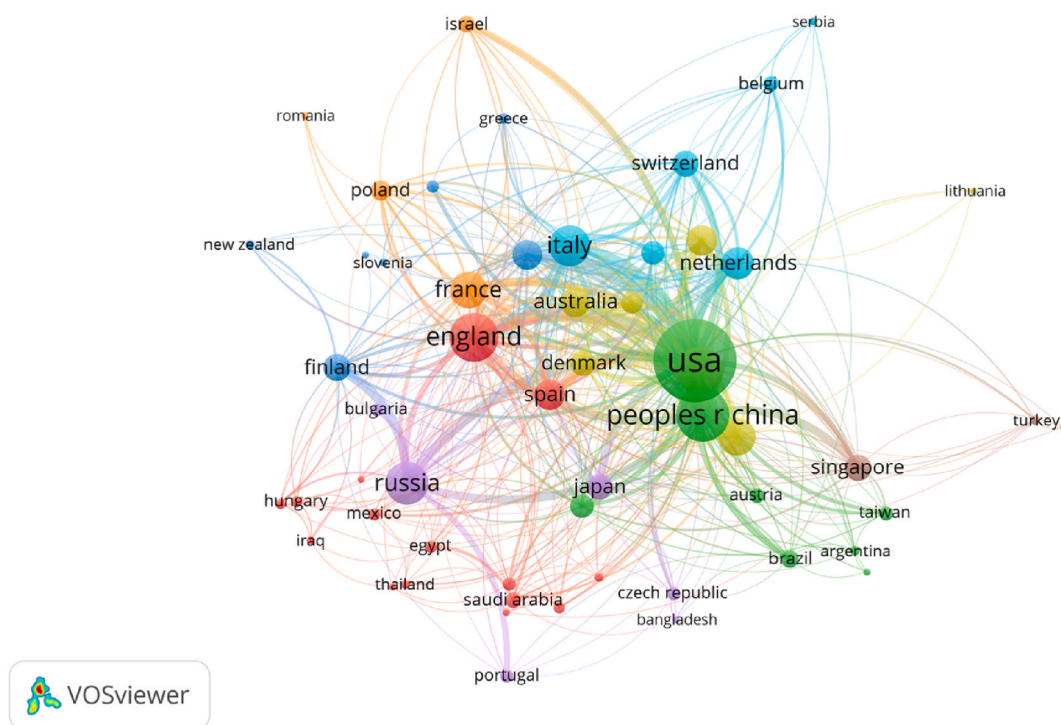 israel
serbia
belgium
romania
greece
switzerland
poland
lithuania
new zealand
italy
slovenia
netherlands
france
australia
england
usa
finland
denmark
spain
bulgaria
peoples r china
turkey
singapore
russia
japan
austria
hungary
mexico
taiwan
iraq
egypt
argentina
brazil
thailand
saudi arabia
czech republic
bangladesh
portugal
VOSviewer